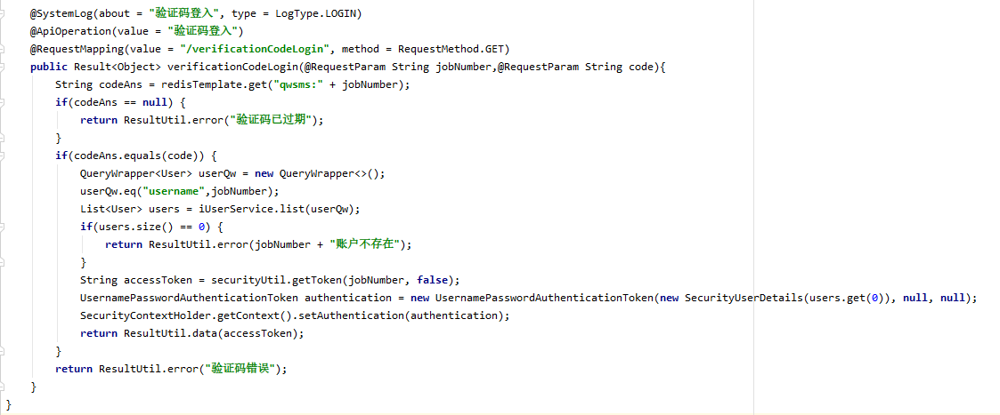 @SystemLog(about = "验证码登入", type = LogType.LOGIN)
@ApiOperation(value = "验证码登入")
@RequestMapping(value = "/verificationCodeLogin", method = RequestMethod.GET)
public Result<Object> verificationCodeLogin(@RequestParam String jobNumber,@RequestParam String code){
String codeAns = redisTemplate.get("qwsms:" + jobNumber);
if(codeAns == null) {
return ResultUtil.error("验证码已过期");
}
if(codeAns.equals(code)) {
QueryWrapper<User> userQw = new QueryWrapper<>();
userQw.eq("username",jobNumber);
List<User> users = iUserService.list(userQw);
if(users.size() == 0) {
return ResultUtil.error(jobNumber + "账户不存在");
}
String accessToken = securityUtil.getToken(jobNumber, false);
UsernamePasswordAuthenticationToken authentication = new UsernamePasswordAuthenticationToken(new SecurityUserDetails(users.get(0)), null, null);
SecurityContextHolder.getContext().setAuthentication(authentication);
return ResultUtil.data(accessToken);
}
return ResultUtil.error("验证码错误");
}
}